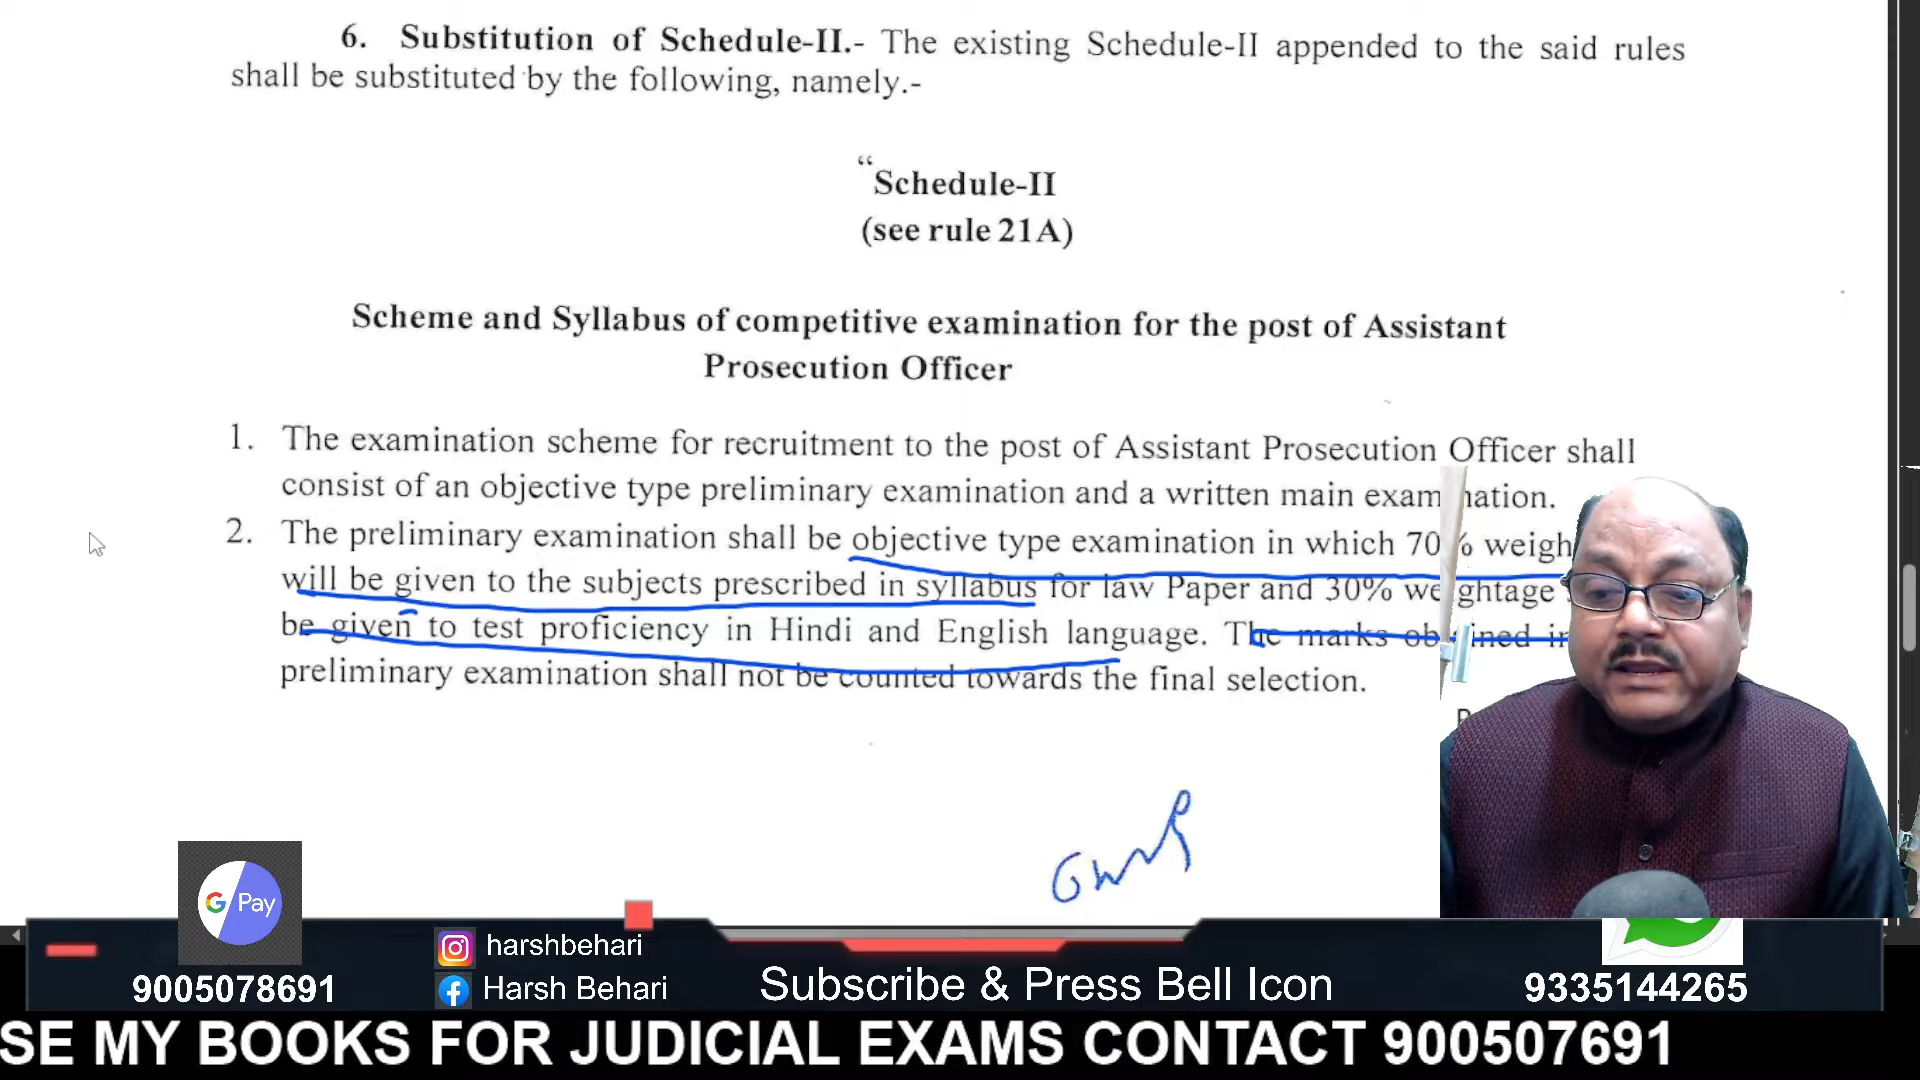 6. Substitution of Schedule-II.- The existing Schedule-II appended to the said rules
shall be substituted by the following, namely.-
“Schedule-II
(see rule 21A)
Scheme and Syllabus of competitive examination for the post of Assistant
Prosecution Officer
1. The examination scheme for recruitment to the post of Assistant Prosecution Officer shall
consist of an objective type preliminary examination and a written main examination.
2. The preliminary examination shall be objective type examination in which 70% weigh
will be given to the subjects prescribed in syllabus for law Paper and 30% weightage
be given to test proficiency in Hindi and English language. The marks obtained in
preliminary examination shall not be counted towards the final selection.
G Pay
9005078691
harshbehari
Harsh Behari
Subscribe & Press Bell Icon
9335144265
SE MY BOOKS FOR JUDICIAL EXAMS CONTACT 900507691